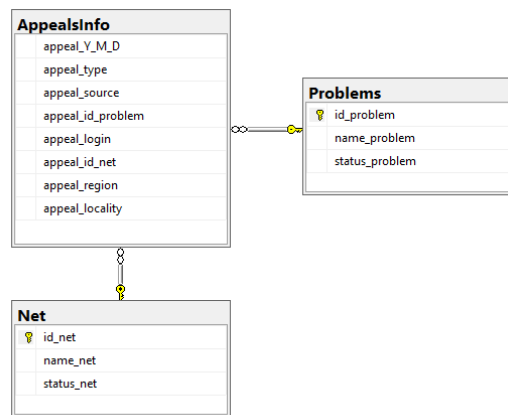 AppealsInfo
appeal_Y_M_D
appeal_type
appeal_source
appeal_id_problem
appeal_login
appeal_id_net
appeal_region
appeal_locality
Problems
id_problem
name_problem
status_problem
Net
id_net
name_net
status_net